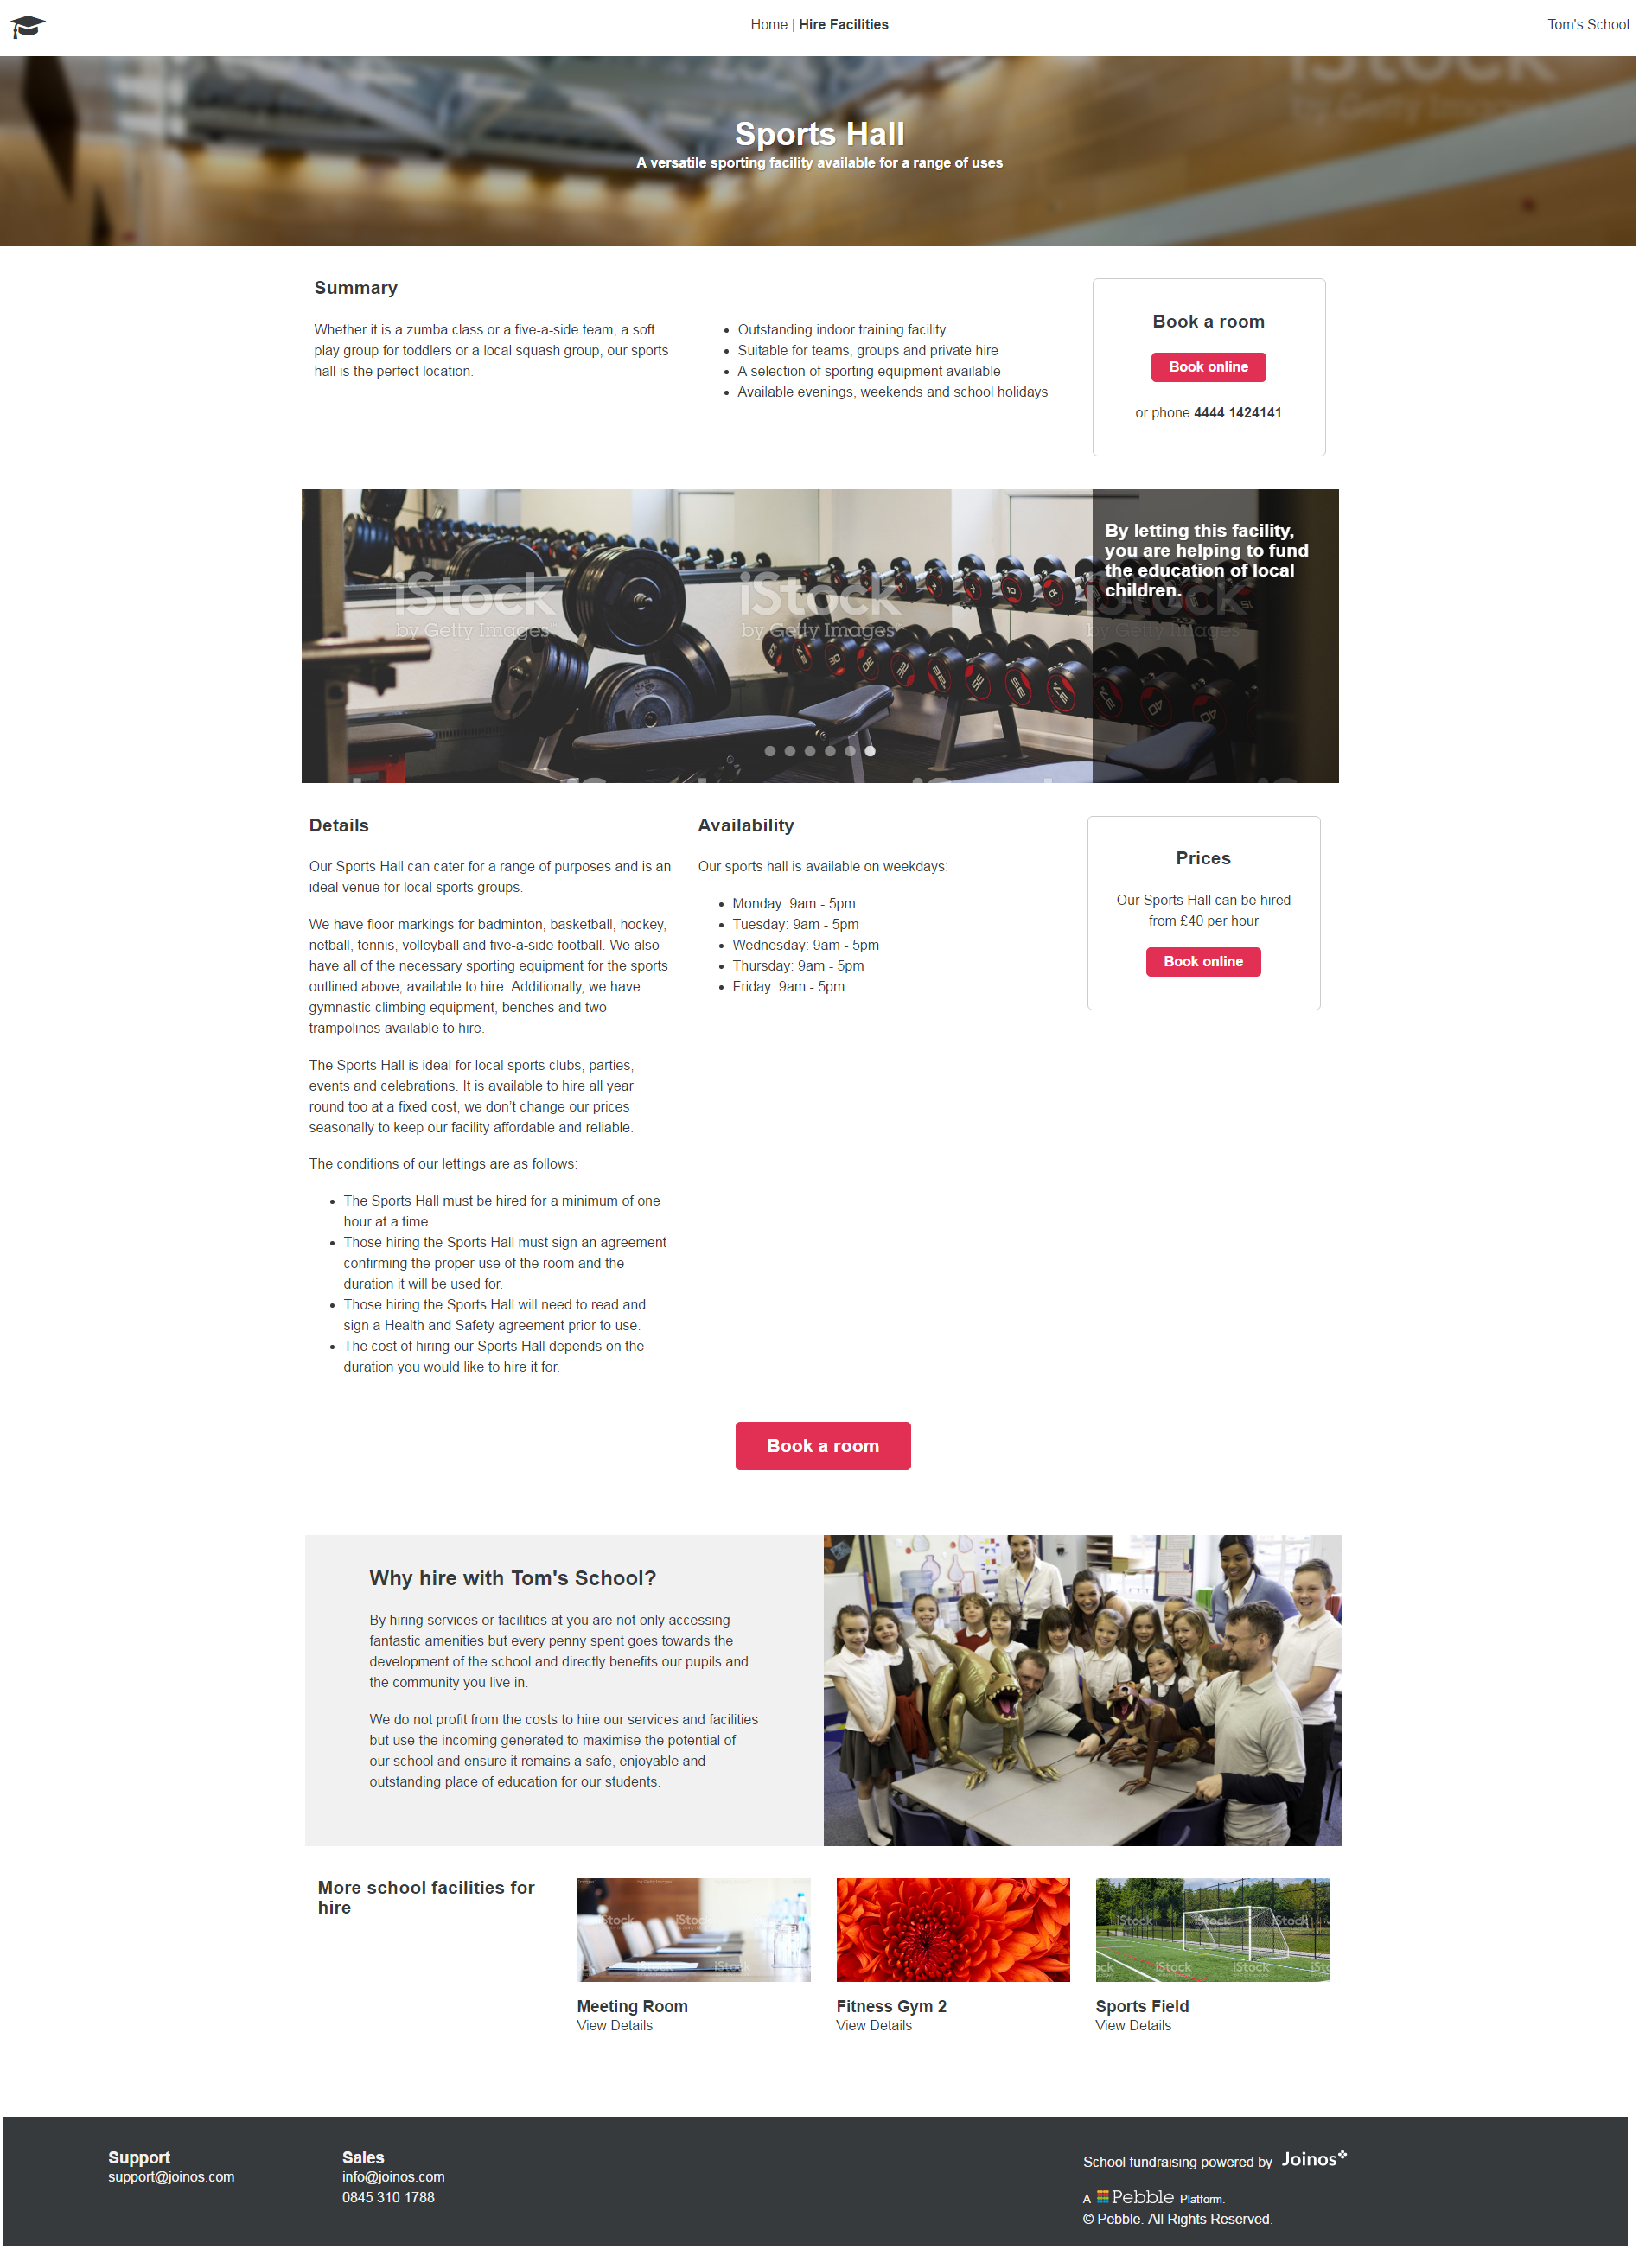 Home | Hire Facilities
Tom's School
iStock
by Getty Images
Sports Hall
A versatile sporting facility available for a range of uses
Summary
Whether it is a zumba class or a five-a-side team, a soft
play group for toddlers or a local squash group, our sports
hall is the perfect location.
Outstanding indoor training facility
Suitable for teams, groups and private hire
A selection of sporting equipment available
Available evenings, weekends and school holidays
Book a room
Book online
or phone 4444 1424141
By letting this facility,
you are helping to fund
the education of local
children.
iStock
by Getty Images
iStock
by Getty Images
iStock
by Getty Images
Details
Our Sports Hall can cater for a range of purposes and is an
ideal venue for local sports groups.
We have floor markings for badminton, basketball, hockey,
netball, tennis, volleyball and five-a-side football. We also
have all of the necessary sporting equipment for the sports
outlined above, available to hire. Additionally, we have
gymnastic climbing equipment, benches and two
trampolines available to hire.
The Sports Hall is ideal for local sports clubs, parties,
events and celebrations. It is available to hire all year
round too at a fixed cost, we don’t change our prices
seasonally to keep our facility affordable and reliable.
The conditions of our lettings are as follows:
The Sports Hall must be hired for a minimum of one
hour at a time.
Those hiring the Sports Hall must sign an agreement
confirming the proper use of the room and the
duration it will be used for.
Those hiring the Sports Hall will need to read and
sign a Health and Safety agreement prior to use.
The cost of hiring our Sports Hall depends on the
duration you would like to hire it for.
Availability
Our sports hall is available on weekdays:
Monday: 9am - 5pm
Tuesday: 9am - 5pm
Wednesday: 9am - 5pm
Thursday: 9am - 5pm
Friday: 9am - 5pm
Prices
Our Sports Hall can be hired
from £40 per hour
Book online
Book a room
Why hire with Tom's School?
By hiring services or facilities at you are not only accessing
fantastic amenities but every penny spent goes towards the
development of the school and directly benefits our pupils and
the community you live in.
We do not profit from the costs to hire our services and facilities
but use the incoming generated to maximise the potential of
our school and ensure it remains a safe, enjoyable and
outstanding place of education for our students.
More school facilities for
hire
Meeting Room
View Details
Fitness Gym 2
View Details
Sports Field
View Details
Support
support@joinos.com
Sales
info@joinos.com
0845 310 1788
School fundraising powered by Joinos
A Pebble Platform.
© Pebble. All Rights Reserved.